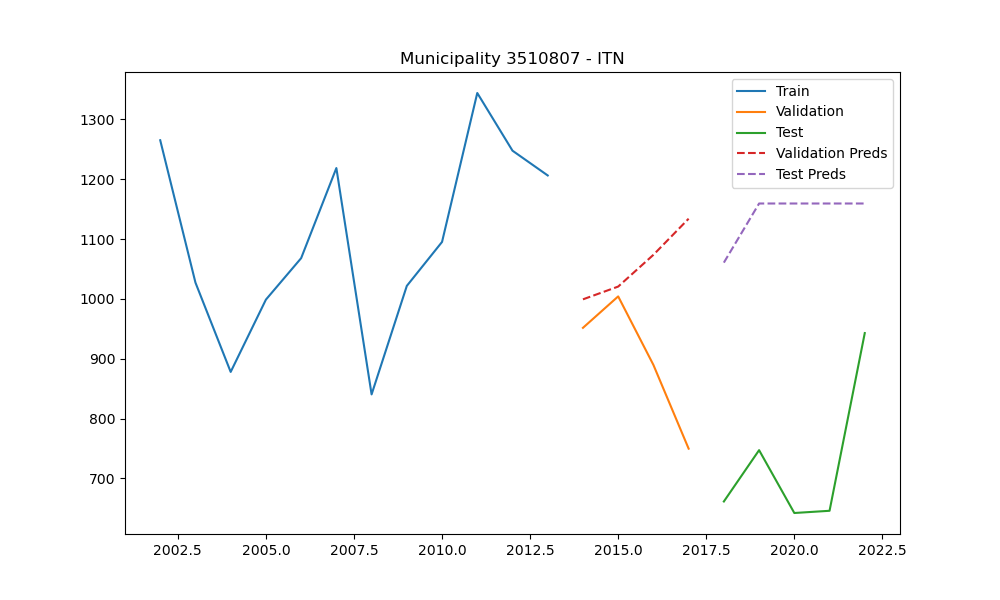 Municipality 3510807 - ITN
Train
Validation
Test
Validation Preds
Test Preds
1300
1200
1100
1000
900
800
700
2002.5 2005.0 2007.5 2010.0 2012.5 2015.0 2017.5 2020.0 2022.5